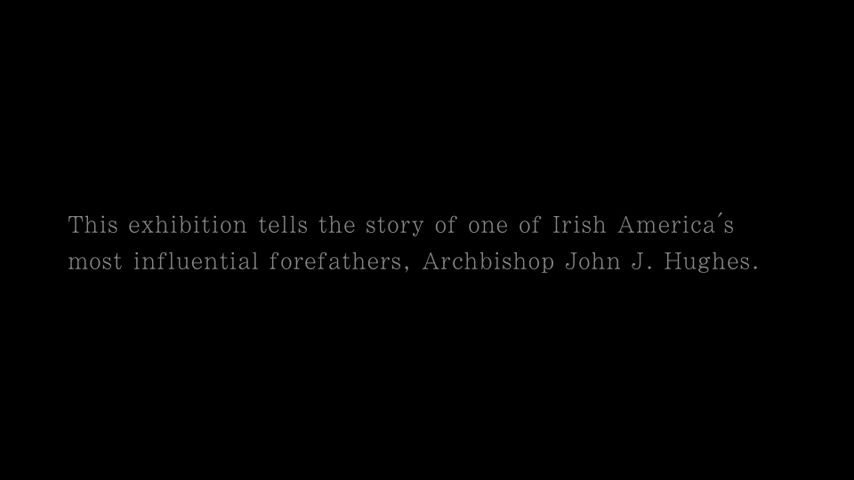 This exhibition tells the story of one of Irish America´s
most influential forefathers, Archbishop John J. Hughes.